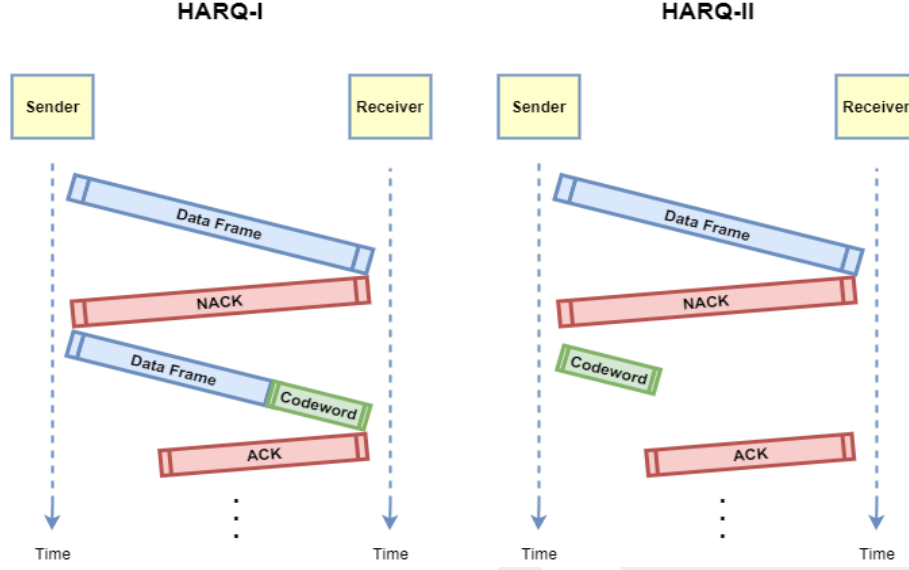 HARQ-I
HARQ-II
Sender
Receiver
Sender
Receiver
Data Frame
Data Frame
NACK
NACK
Data Frame
Codeword
Codeword
ACK
ACK
Time
Time
Time
Time